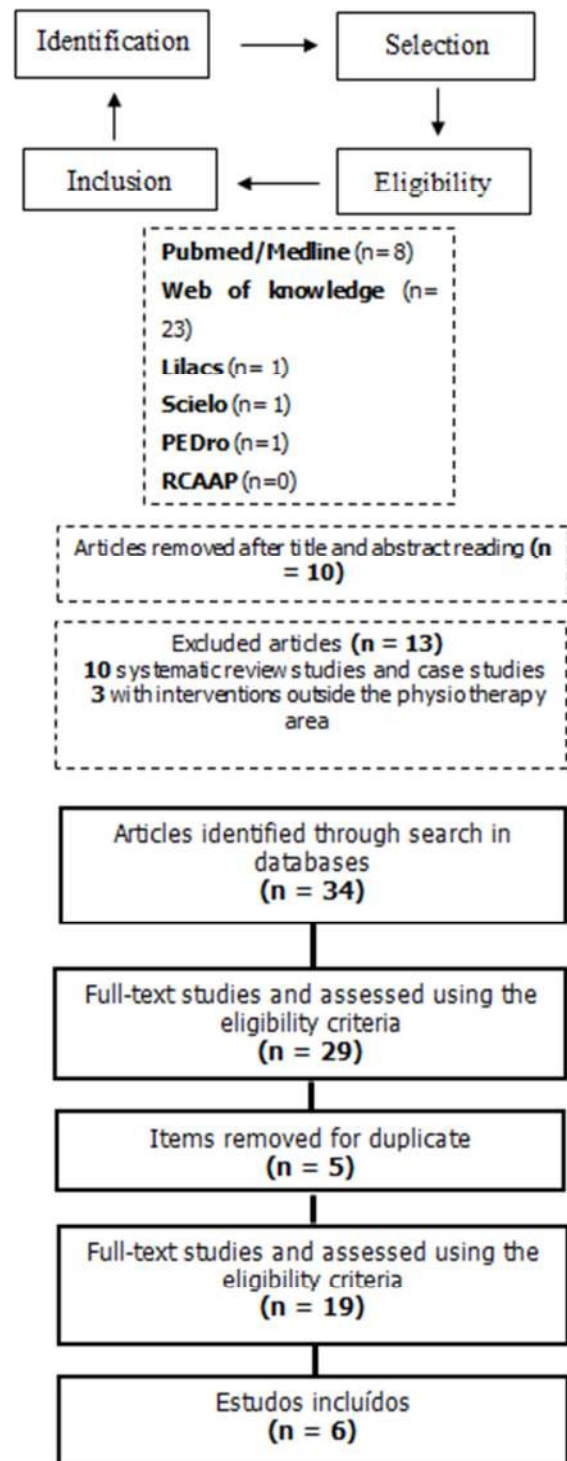 Identification
Selection
Inclusion
Eligibility
Pubmed/Medline (n= 8)
Web of knowledge (n=
23)
Lilacs (n= 1)
Scielo (n= 1)
PEDro (n=1)
RCAAP (n=0)
Articles removed after title and abstract reading (n
= 10)
Excluded articles (n = 13)
10 systematic review studies and case studies
3 with interventions outside the physiotherapy
area
Articles identified through search in
databases
(n = 34)
Full-text studies and assessed using the
eligibility criteria
(n = 29)
Items removed for duplicate
(n = 5)
Full-text studies and assessed using the
eligibility criteria
(n = 19)
Estudos incluídos
(n = 6)